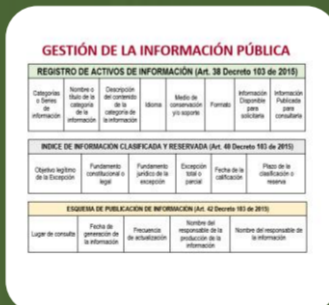 GESTIÓN DE LA INFORMACIÓN PÚBLICA
REGISTRO DE ACTIVOS DE INFORMACIÓN (Art. 38 Decreto 103 de 2015)
Categorías o Series de información
Nombre o título de la categoría de la información
Descripción del contenido de la categoría de la información
Idioma
Medio de conservación y/o soporte
Formato
Información Disponible para solicitarla
Información Publicada para consultarla
ÍNDICE DE INFORMACIÓN CLASIFICADA Y RESERVADA (Art. 40 Decreto 103 de 2015)
Objetivo legítimo de la Excepción
Fundamento constitucional o legal
Fundamento jurídico de la excepción
Excepción total o parcial
Fecha de la calificación
Plazo de la clasificación o reserva
ESQUEMA DE PUBLICACIÓN DE INFORMACIÓN (Art. 42 Decreto 103 de 2015)
Lugar de consulta
Fecha de generación de la información
Frecuencia de actualización
Nombre del responsable de la producción de la información
Nombre del responsable de la información